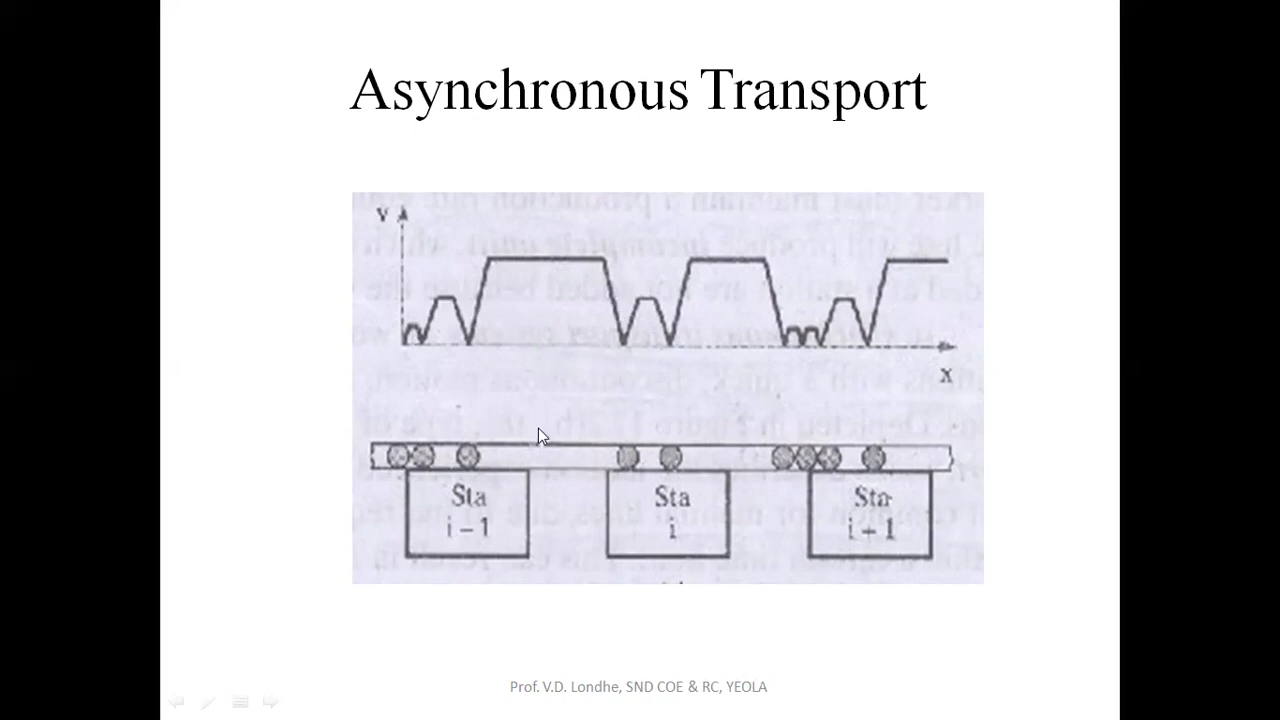 Asynchronous Transport
v
x
Sta Sta Sta
i – 1 i i + 1
Prof. V.D. Londhe, SND COE & RC, YEOLA